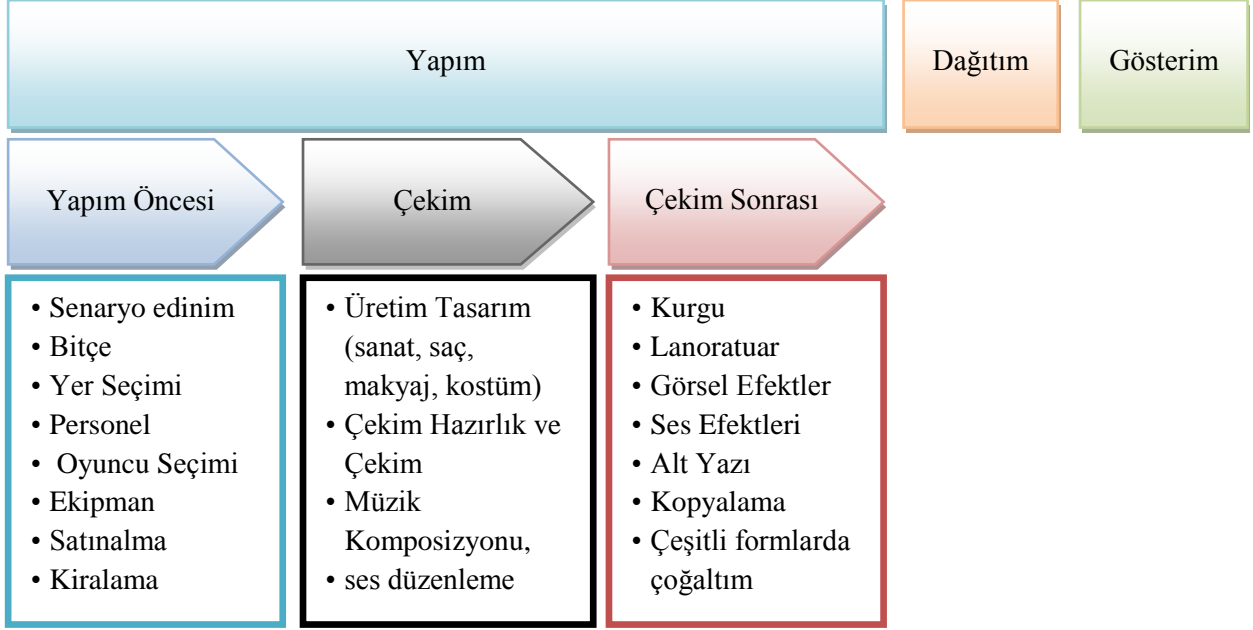 Yapım
Dağıtım
Gösterim
Yapım Öncesi
Çekim
Çekim Sonrası
• Senaryo edinim
• Bitçe
• Yer Seçimi
• Personel
• Oyuncu Seçimi
• Ekipman
• Satınalma
• Kiralama
• Üretim Tasarım
(sanat, saç,
makyaj, kostüm)
• Çekim Hazırlık ve
Çekim
• Müzik
Komposizyonu,
• ses düzenleme
• Kurgu
• Lanoratuar
• Görsel Efektler
• Ses Efektleri
• Alt Yazı
• Kopyalama
• Çeşitli formlarda
çoğaltım